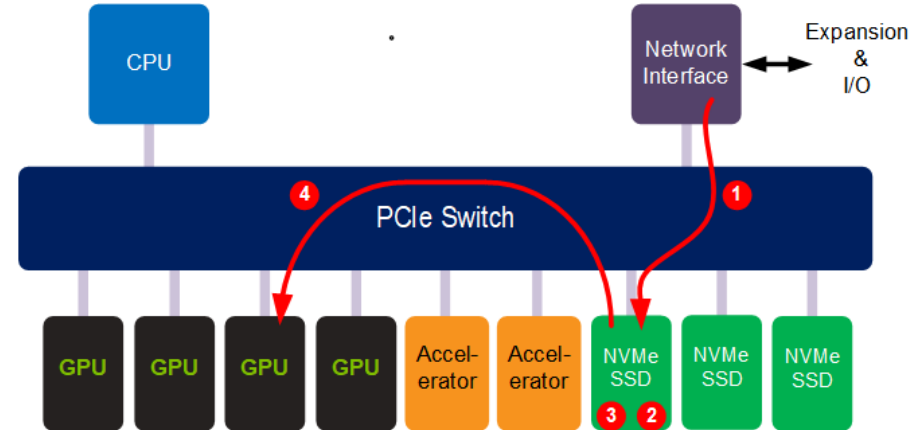 CPU
Network
Interface
Expansion
&
I/O
4
1
PCIe Switch
GPU
GPU
GPU
GPU
Accel-
erator
Accel-
erator
NVMe
SSD
3
2
NVMe
SSD
NVMe
SSD